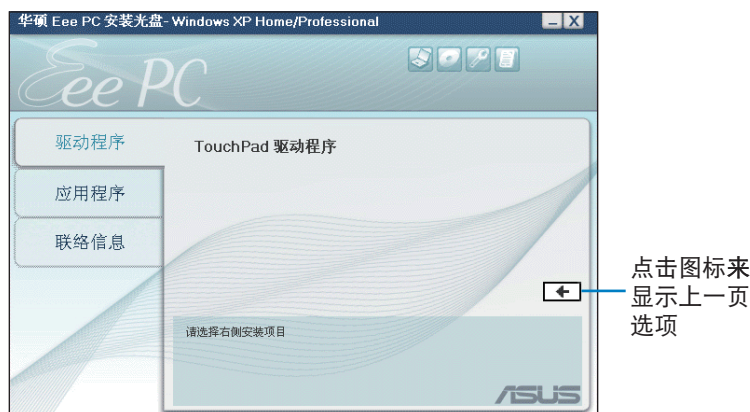 华硕 Eee PC 安装光盘- Windows XP Home/Professional
Eee PC
驱动程序
TouchPad 驱动程序
应用程序
联络信息
点击图标来
显示上一页
选项
请选择右侧安装项目
ASUS